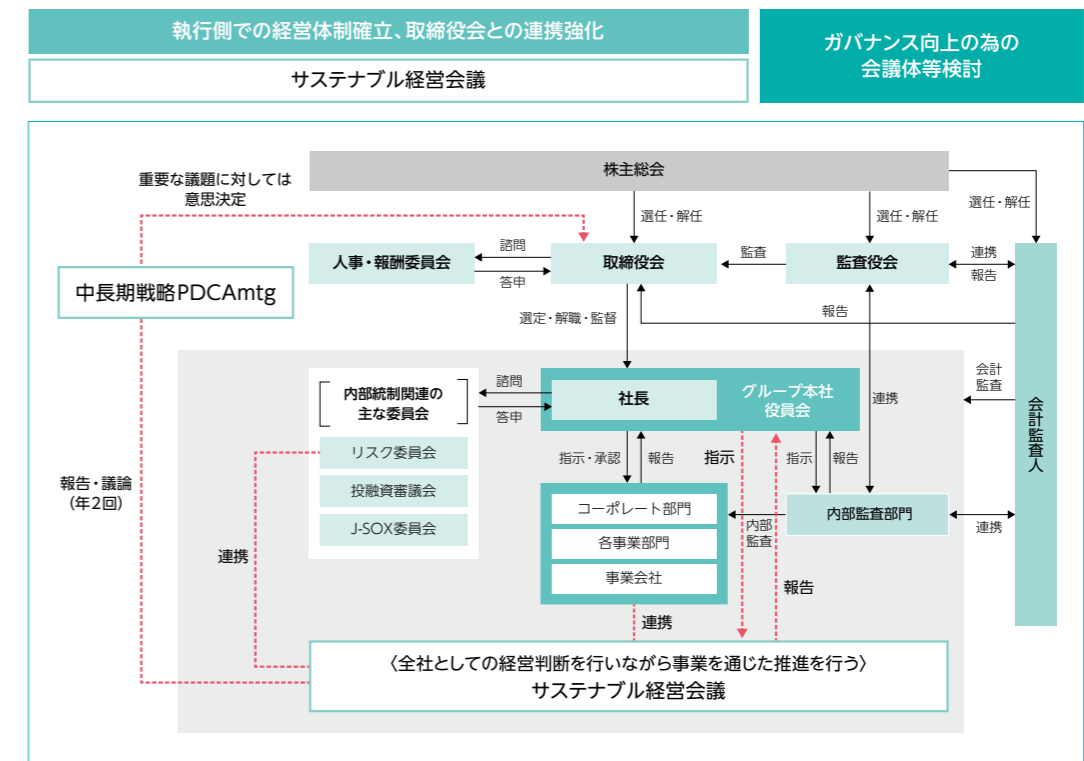 執行側での経営体制確立、取締役会との連携強化
サステナブル経営会議
ガバナンス向上の為の
会議体等検討
株主総会
重要な議題に対しては
意思決定
選任・解任
選任・解任
選任・解任
人事・報酬委員会
諮問
答申
取締役会
監査
監査役会
連携
報告
中長期戦略PDCAmtg
選定・解職・監督
報告
会計
監査
会計監査人
内部統制関連の
主な委員会
諮問
答申
社長
グループ本社
役員会
連携
リスク委員会
投融資審議会
J-SOX委員会
指示・承認
報告
指示
指示
報告
報告・議論
(年2回)
コーポレート部門
各事業部門
事業会社
内部
監査
内部監査部門
連携
連携
報告
連携
〈全社としての経営判断を行いながら事業を通じた推進を行う〉
サステナブル経営会議